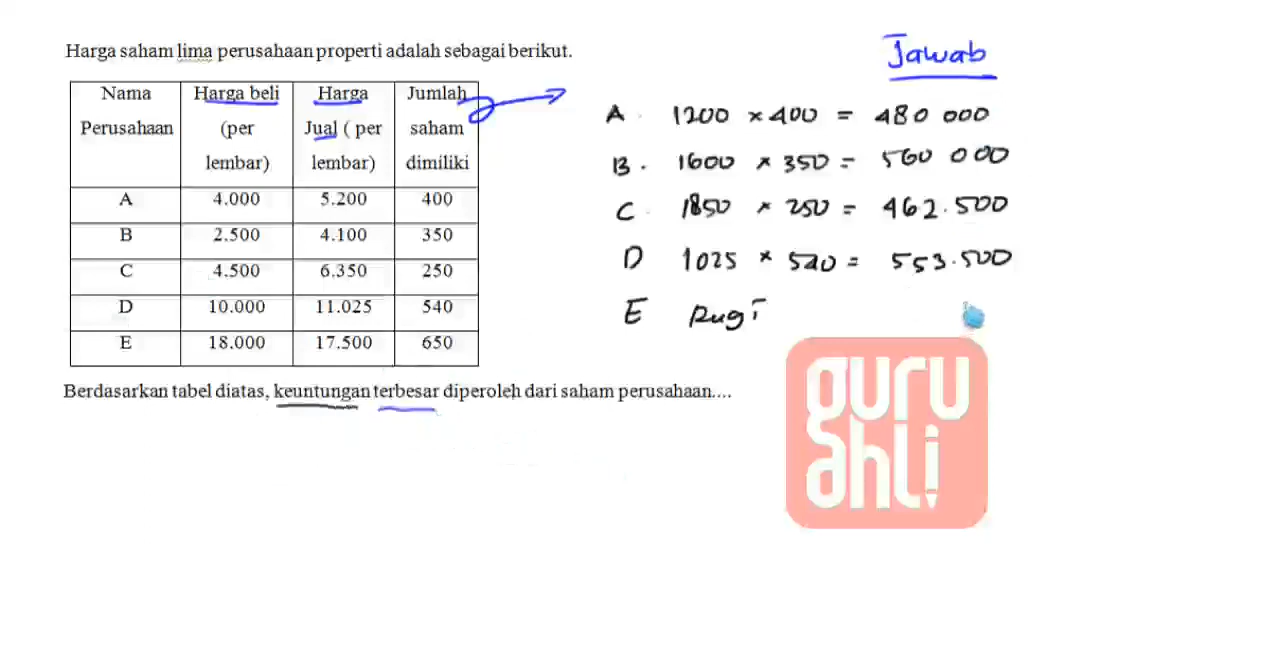 Harga saham lima perusahaan properti adalah sebagai berikut.
Jawab
Nama Perusahaan | Harga beli (per lembar) | Harga Jual ( per lembar) | Jumlah saham dimiliki
A | 4.000 | 5.200 | 400
B | 2.500 | 4.100 | 350
C | 4.500 | 6.350 | 250
D | 10.000 | 11.025 | 540
E | 18.000 | 17.500 | 650
Berdasarkan tabel diatas, keuntungan terbesar diperoleh dari saham perusahaan....
A. 1200 × 400 = 480 000
B. 1600 × 350 = 560 000
C. 1850 × 250 = 462.500
D 1025 × 540 = 553.500
E Rugi
guru
ahli